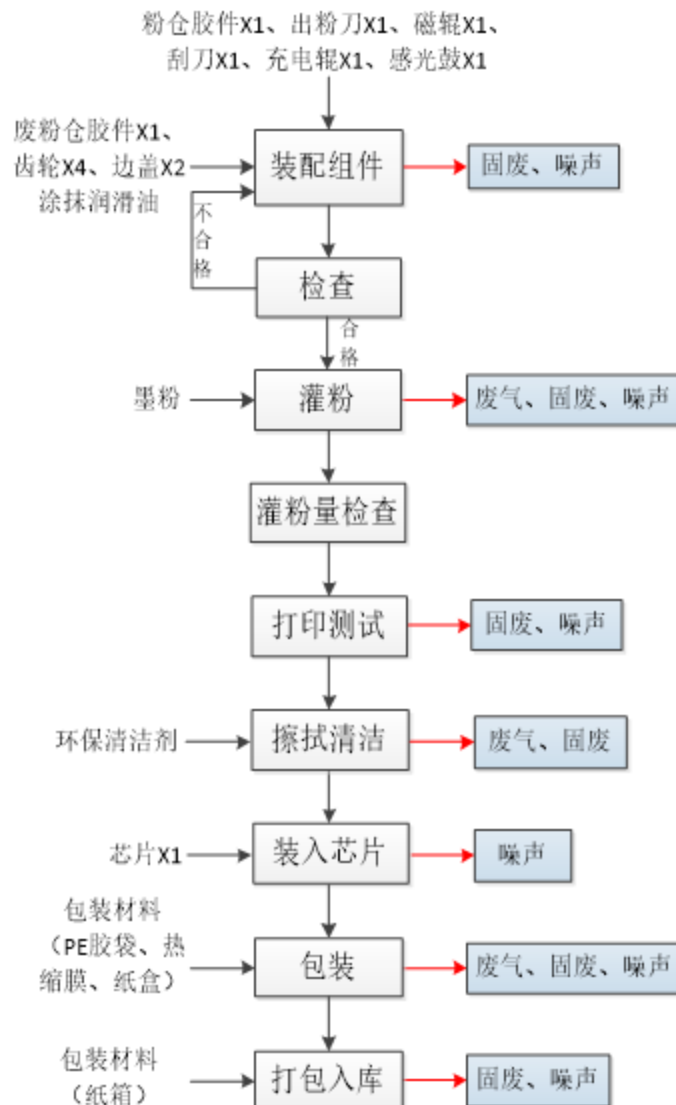 粉仓胶件X1、出粉刀X1、磁辊X1、
刮刀X1、充电辊X1、感光鼓X1
废粉仓胶件X1、
齿轮X4、边盖X2
涂抹润滑油
装配组件
固废、噪声
不合格
检查
合格
墨粉
灌粉
废气、固废、噪声
灌粉量检查
打印测试
固废、噪声
环保清洁剂
擦拭清洁
废气、固废
芯片X1
装入芯片
噪声
包装材料
（PE胶袋、热
缩膜、纸盒）
包装
废气、固废、噪声
包装材料
（纸箱）
打包入库
固废、噪声